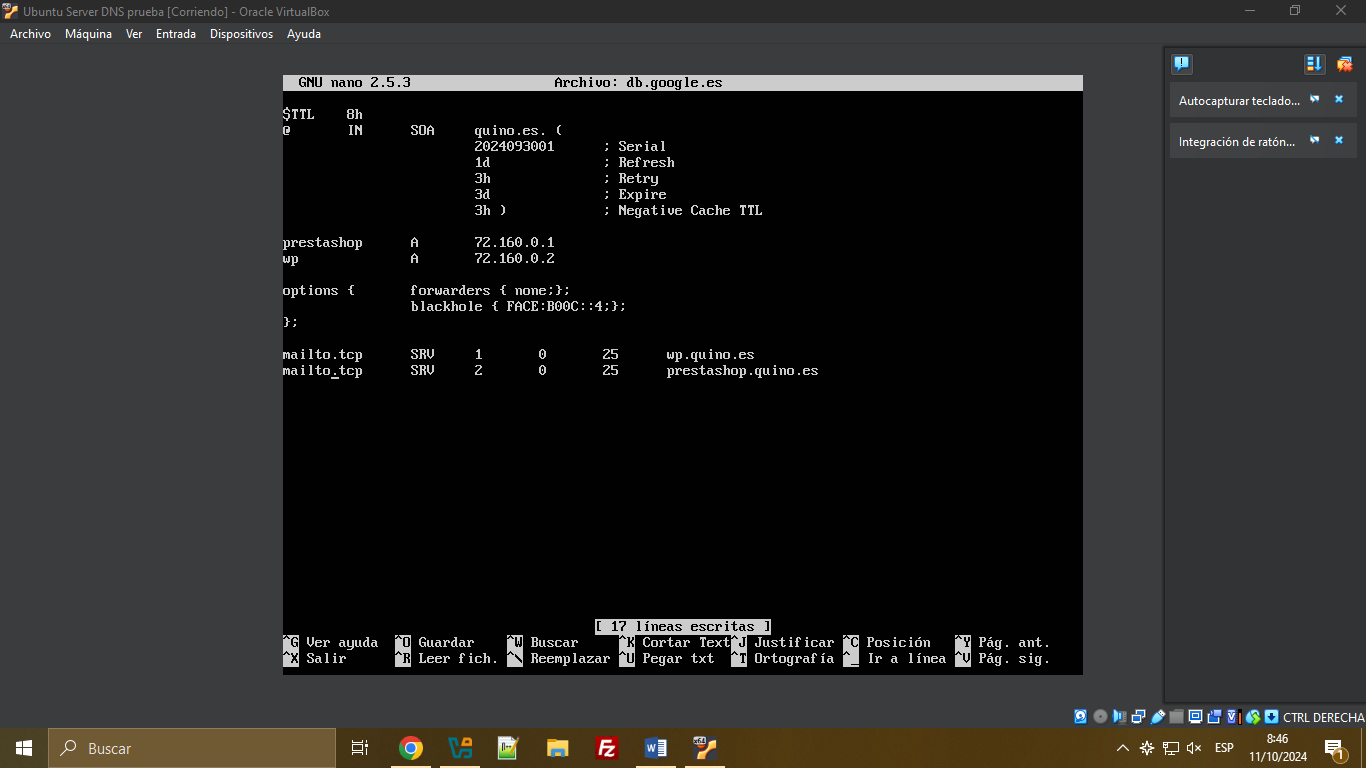 Ubuntu Server DNS prueba [Corriendo] - Oracle VirtualBox
Archivo Máquina Ver Entrada Dispositivos Ayuda
GNU nano 2.5.3 Archivo: db.google.es
$TTL 8h
@ IN SOA quino.es. (
2024093001 ; Serial
1d ; Refresh
3h ; Retry
3d ; Expire
3h ) ; Negative Cache TTL
prestashop A 72.160.0.1
wp A 72.160.0.2
options { forwarders { none;};
blackhole { FACE:B00C::4;};
};
mailto.tcp SRV 1 0 25 wp.quino.es
mailto_tcp SRV 2 0 25 prestashop.quino.es
[ 17 líneas escritas ]
^G Ver ayuda ^O Guardar ^W Buscar ^K Cortar Text ^J Justificar ^C Posición ^Y Pág. ant.
^X Salir ^R Leer fich. ^\ Reemplazar ^U Pegar txt ^T Ortografía ^_ Ir a línea ^V Pág. sig.
Autocapturar teclado...
Integración de ratón...
CTRL DERECHA
Buscar
ESP
8:46
11/10/2024
1